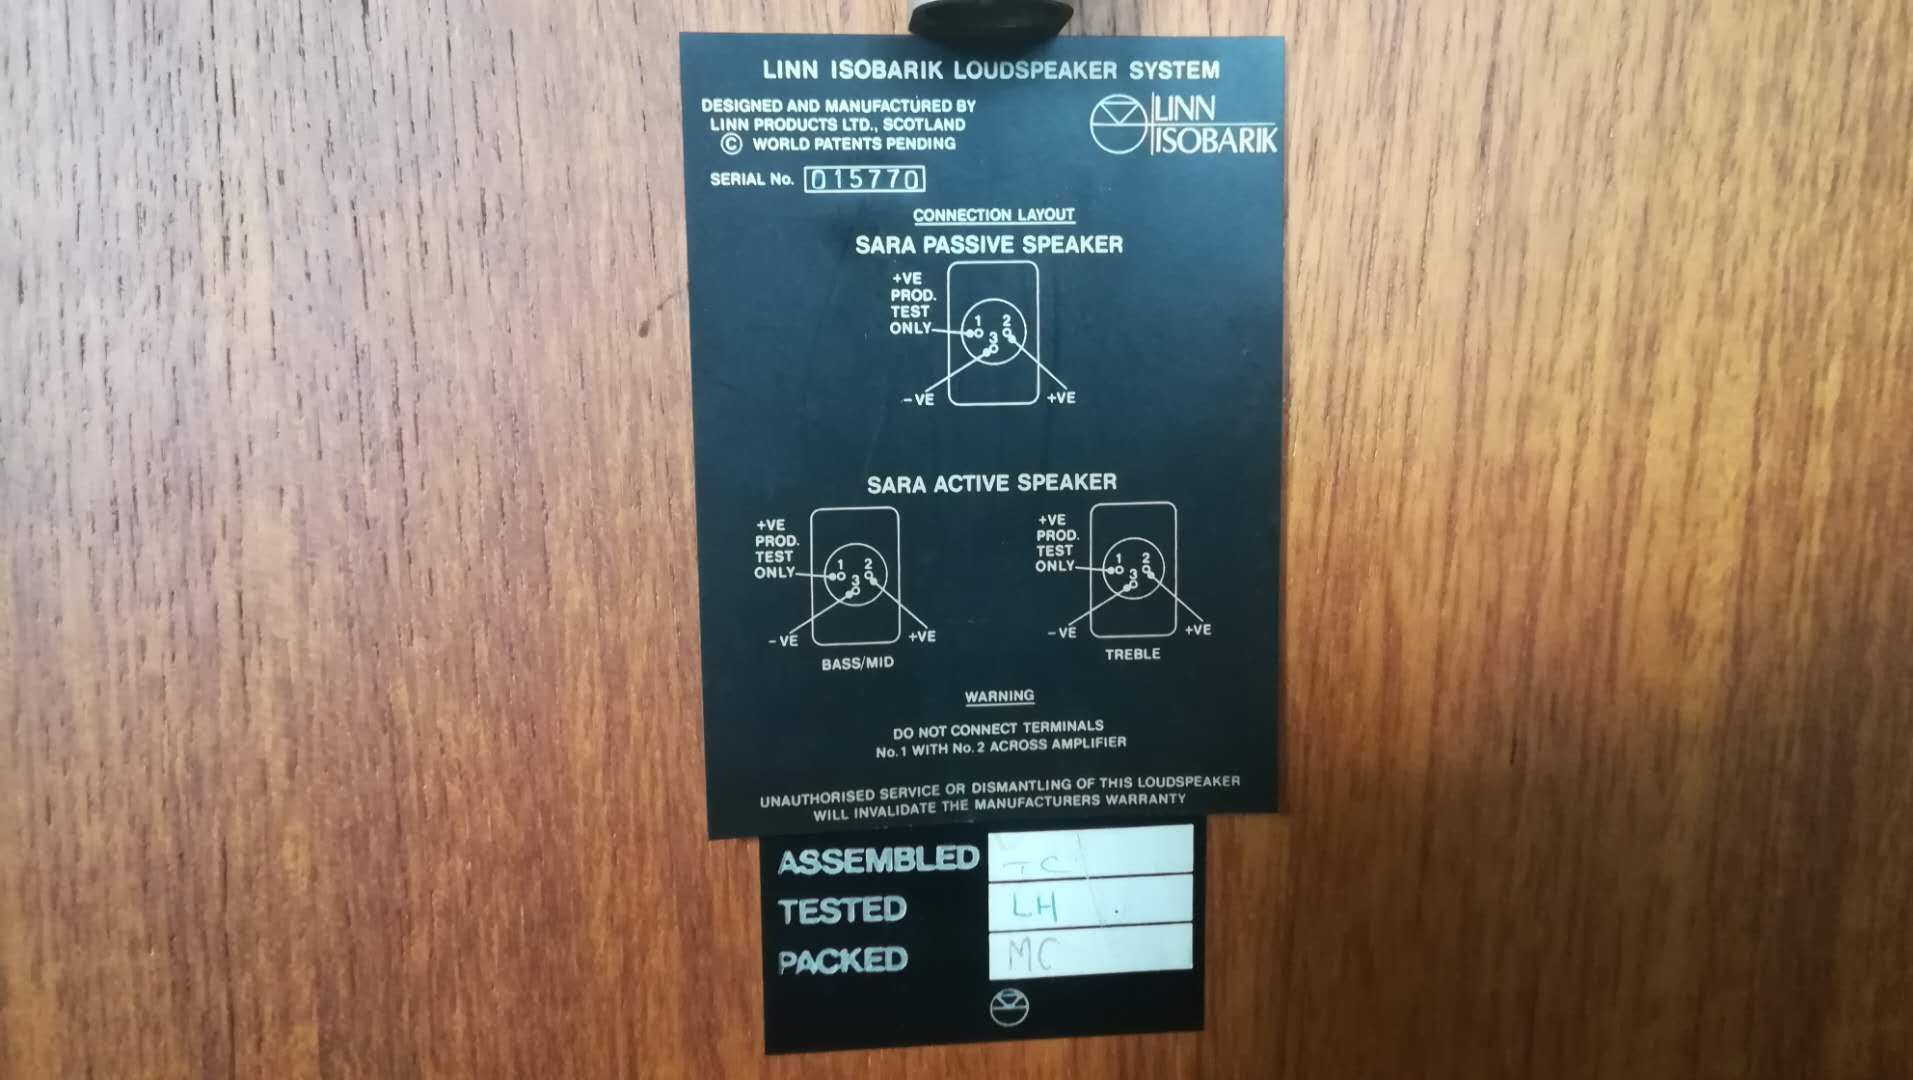 LINN ISOBARIK LOUDSPEAKER SYSTEM
DESIGNED AND MANUFACTURED BY
LINN PRODUCTS LTD., SCOTLAND
© WORLD PATENTS PENDING
LINN
ISOBARIK
SERIAL No. 015770
CONNECTION LAYOUT
SARA PASSIVE SPEAKER
+VE
PROD.
TEST
ONLY
1 2
3
-VE +VE
SARA ACTIVE SPEAKER
+VE
PROD.
TEST
ONLY
1 2
3
-VE +VE
BASS/MID
+VE
PROD.
TEST
ONLY
1 2
3
-VE +VE
TREBLE
WARNING
DO NOT CONNECT TERMINALS
No.1 WITH No.2 ACROSS AMPLIFIER
UNAUTHORISED SERVICE OR DISMANTLING OF THIS LOUDSPEAKER
WILL INVALIDATE THE MANUFACTURERS WARRANTY
ASSEMBLED TC
TESTED LH
PACKED MC